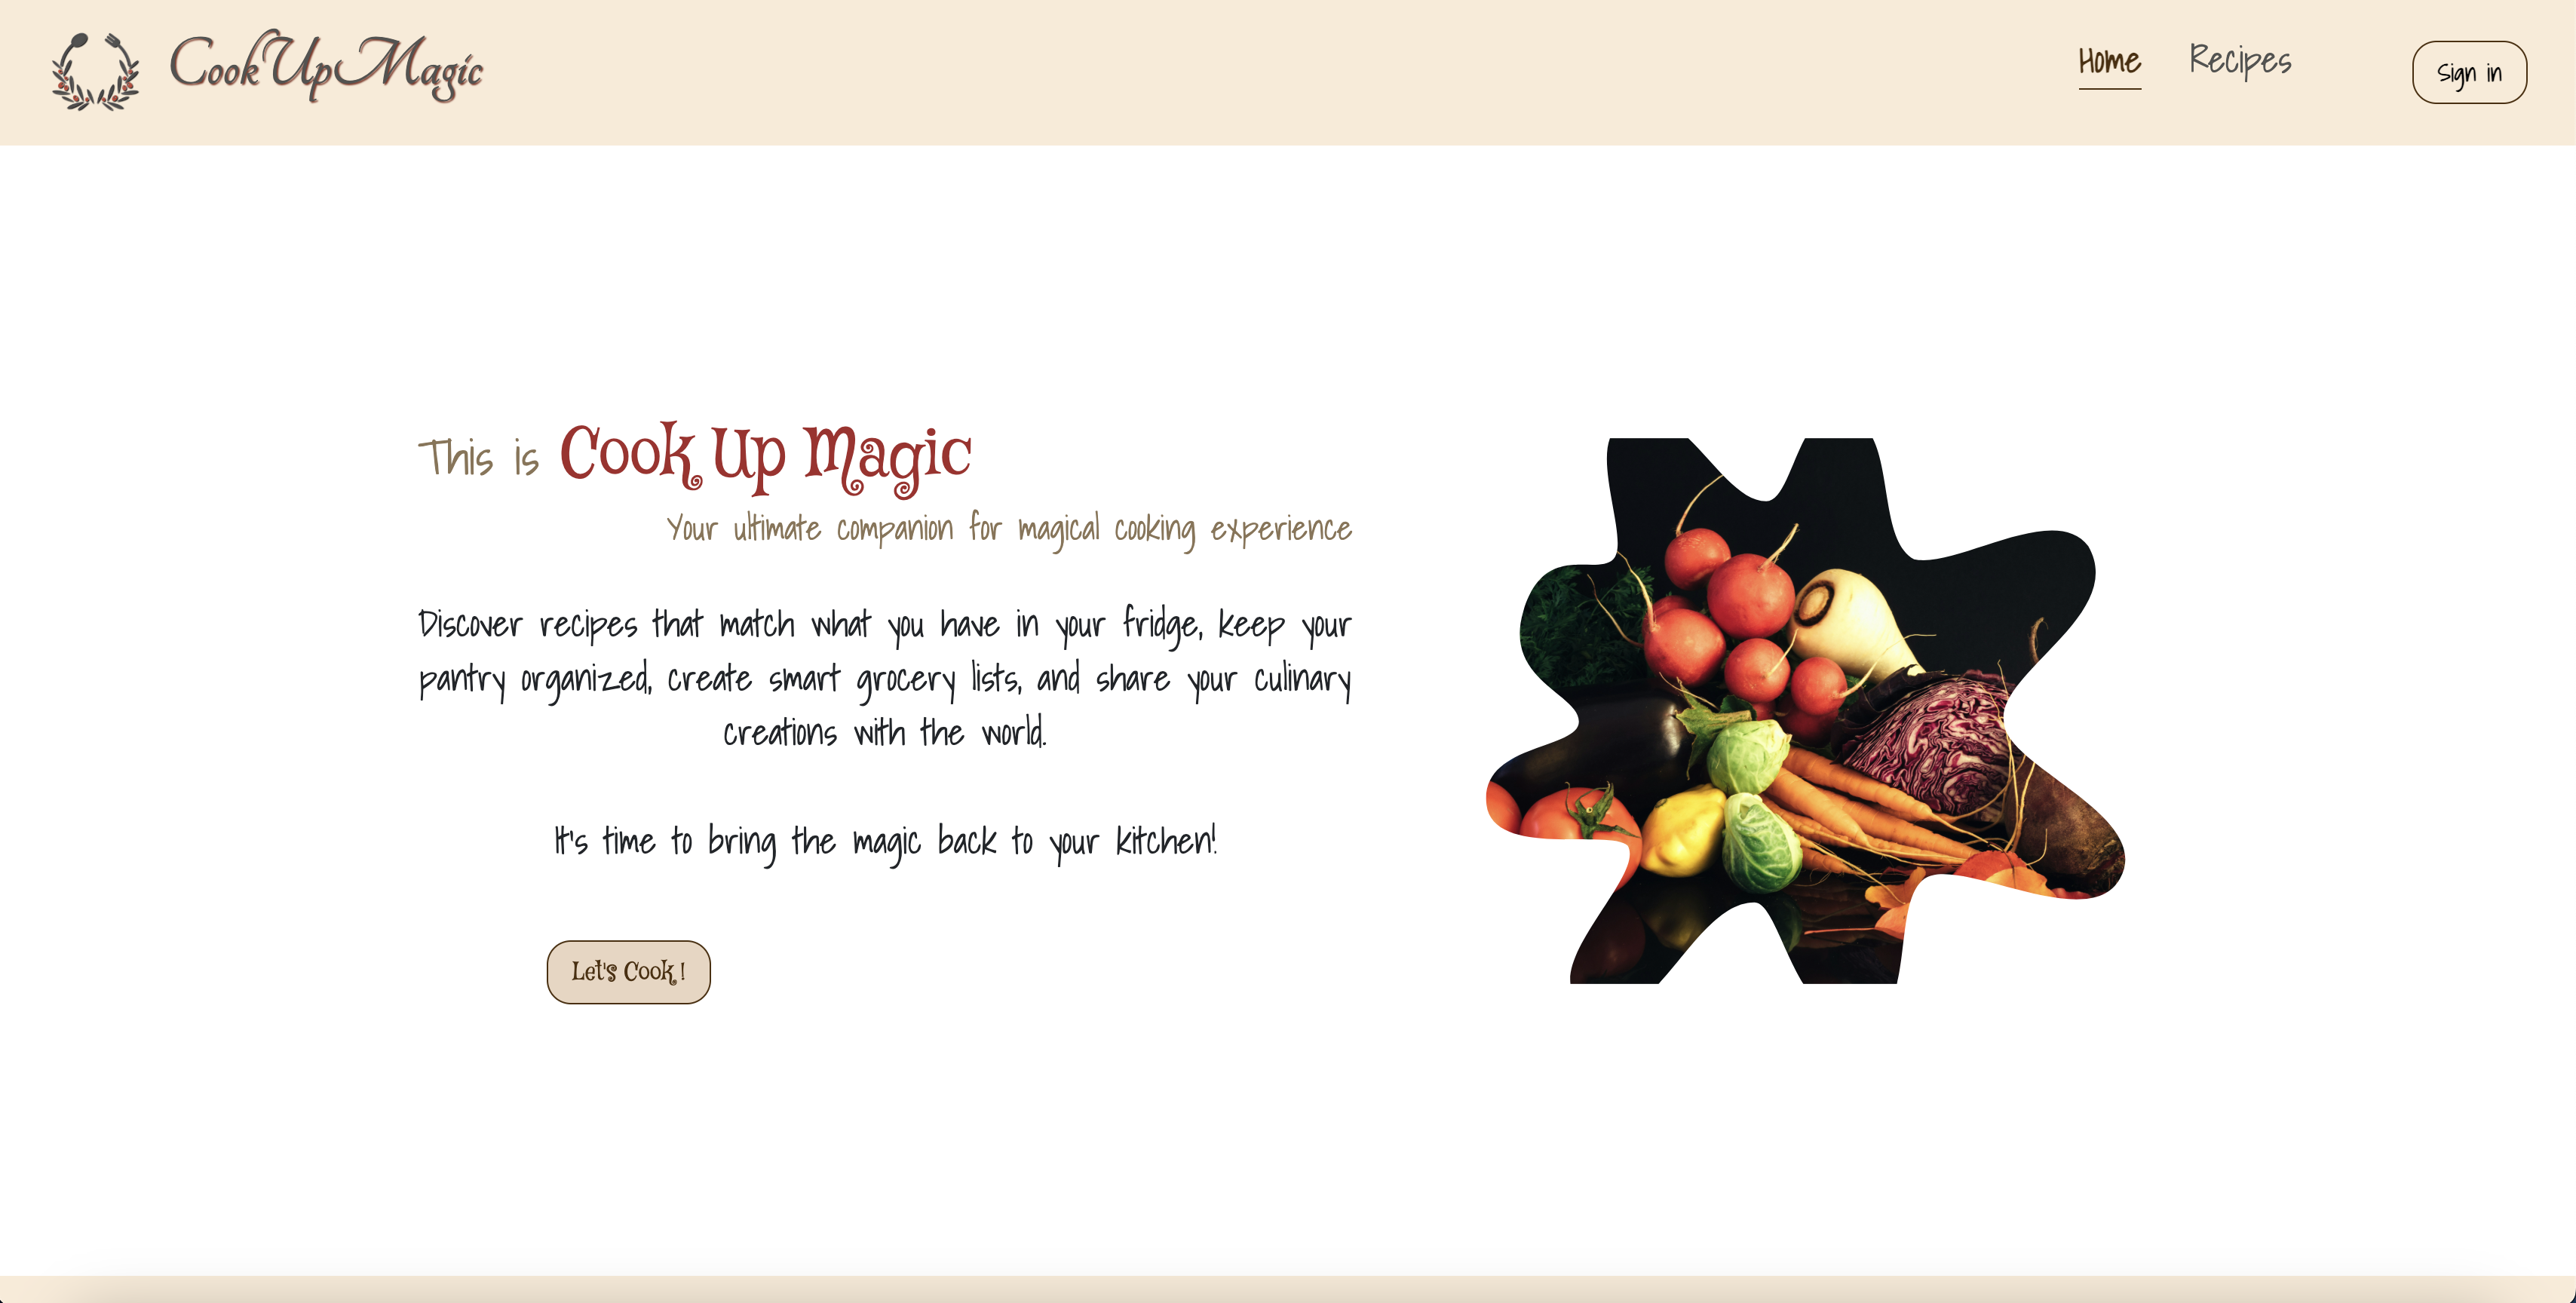 CookUpMagic
Home
Recipes
Sign in
This is Cook Up Magic
Your ultimate companion for magical cooking experience
Discover recipes that match what you have in your fridge, keep your
pantry organized, create smart grocery lists, and share your culinary
creations with the world.
It's time to bring the magic back to your kitchen!
Let's Cook !